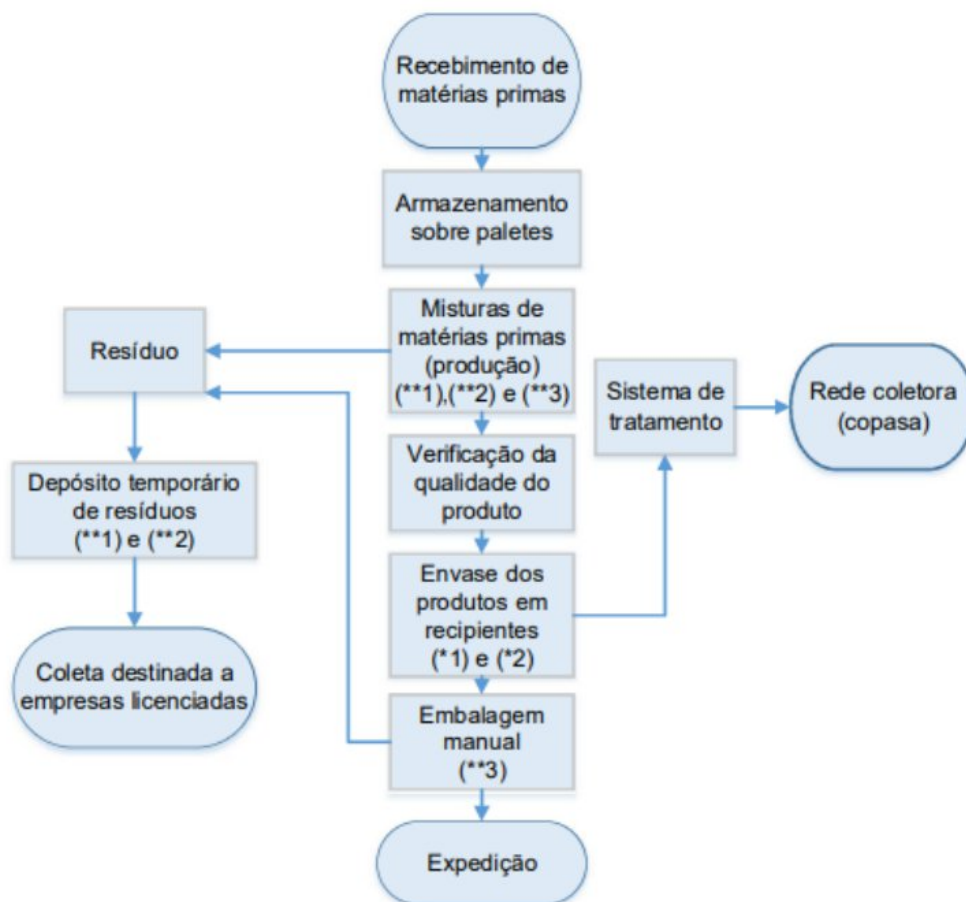 Recebimento de
matérias primas
Armazenamento
sobre paletes
Misturas de
matérias primas
(produção)
(**1),(**2) e (**3)
Resíduo
Sistema de
tratamento
Rede coletora
(copasa)
Verificação da
qualidade do
produto
Depósito temporário
de resíduos
(**1) e (**2)
Envase dos
produtos em
recipientes
(*1) e (*2)
Coleta destinada a
empresas licenciadas
Embalagem
manual
(**3)
Expedição